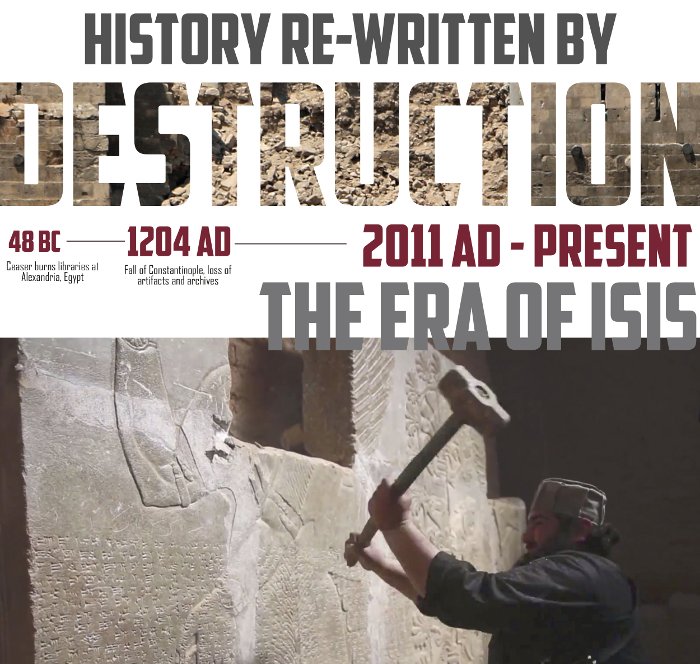 HISTORY RE-WRITTEN BY
DESTRUCTION
48 BC
Ceaser burns libraries at
Alexandria, Egypt
1204 AD
Fall of Constantinople, loss of
artifacts and archives
2011 AD - PRESENT
THE ERA OF ISIS